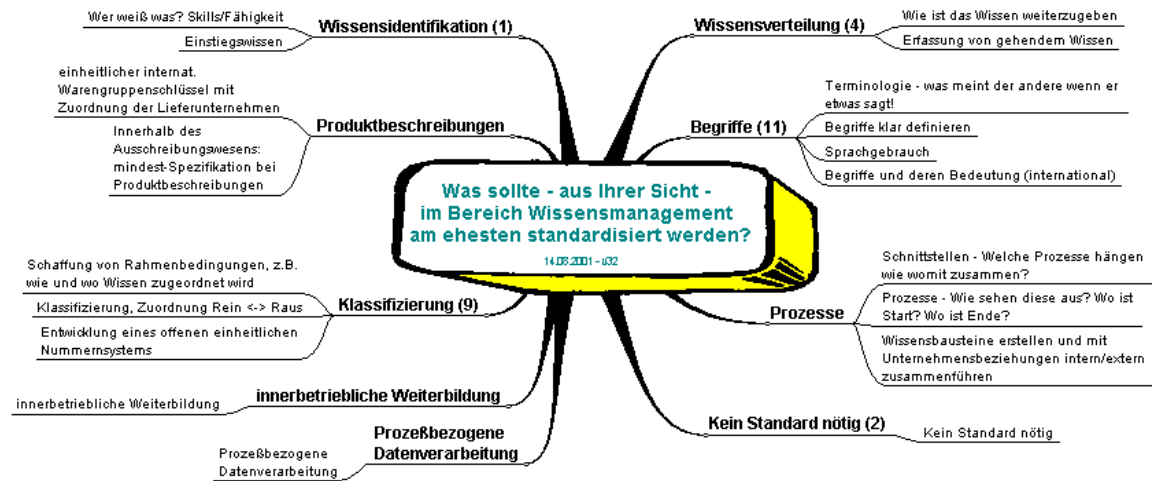 Was sollte - aus Ihrer Sicht -
im Bereich Wissensmanagement
am ehesten standardisiert werden?
14.08.2001 - u32
Wissensidentifikation (1)
Wer weiß was? Skills/Fähigkeit
Einstiegswissen
Produktbeschreibungen
einheitlicher internat.
Warengruppenschlüssel mit
Zuordnung der Lieferunternehmen
Innerhalb des
Ausschreibungswesens:
mindest-Spezifikation bei
Produktbeschreibungen
Klassifizierung (9)
Schaffung von Rahmenbedingungen, z.B.
wie und wo Wissen zugeordnet wird
Klassifizierung, Zuordnung Rein <-> Raus
Entwicklung eines offenen einheitlichen
Nummernsystems
innerbetriebliche Weiterbildung
innerbetriebliche Weiterbildung
Prozeßbezogene
Datenverarbeitung
Prozeßbezogene
Datenverarbeitung
Wissensverteilung (4)
Wie ist das Wissen weiterzugeben
Erfassung von gehendem Wissen
Begriffe (11)
Terminologie - was meint der andere wenn er
etwas sagt!
Begriffe klar definieren
Sprachgebrauch
Begriffe und deren Bedeutung (international)
Prozesse
Schnittstellen - Welche Prozesse hängen
wie womit zusammen?
Prozesse - Wie sehen diese aus? Wo ist
Start? Wo ist Ende?
Wissensbausteine erstellen und mit
Unternehmensbeziehungen intern/extern
zusammenführen
Kein Standard nötig (2)
Kein Standard nötig